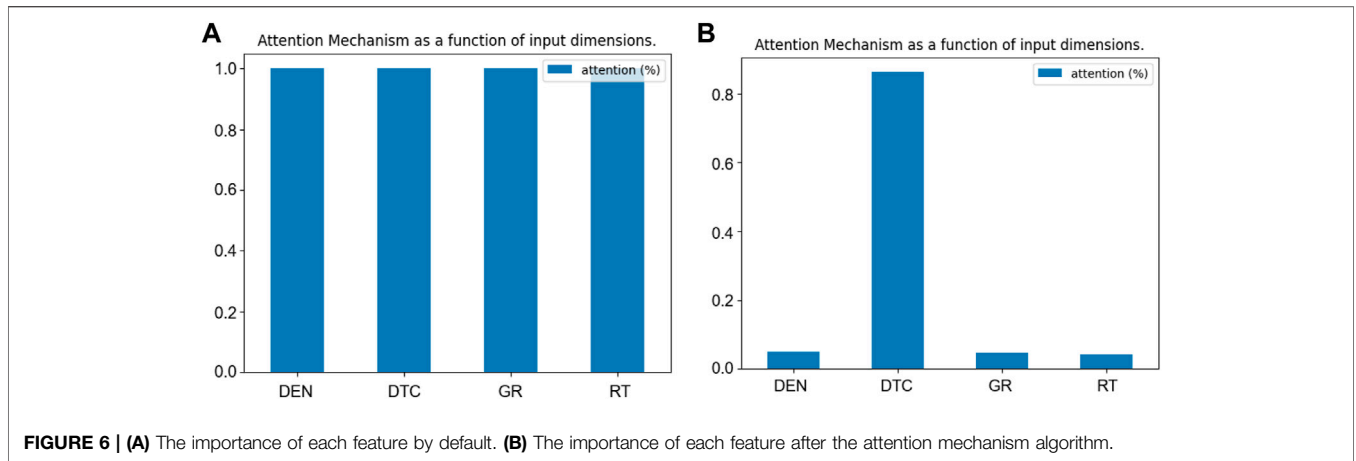 A
Attention Mechanism as a function of input dimensions.
attention (%)
1.0
0.8
0.6
0.4
0.2
0.0
DEN DTC GR RT
B
Attention Mechanism as a function of input dimensions.
attention (%)
0.8
0.6
0.4
0.2
0.0
DEN DTC GR RT
FIGURE 6 | (A) The importance of each feature by default. (B) The importance of each feature after the attention mechanism algorithm.